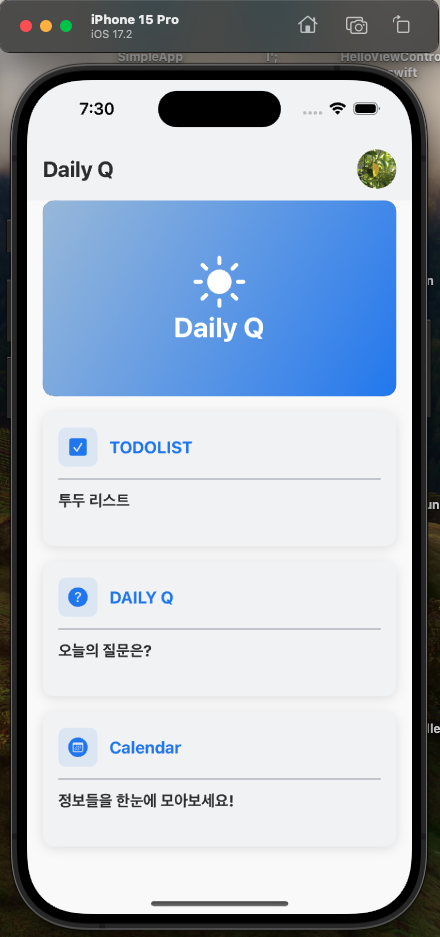 iPhone 15 Pro
iOS 17.2
SimpleApp
HelloViewContro
swift
7:30
Daily Q
Daily Q
TODOLIST
투두 리스트
DAILY Q
오늘의 질문은?
Calendar
정보들을 한눈에 모아보세요!